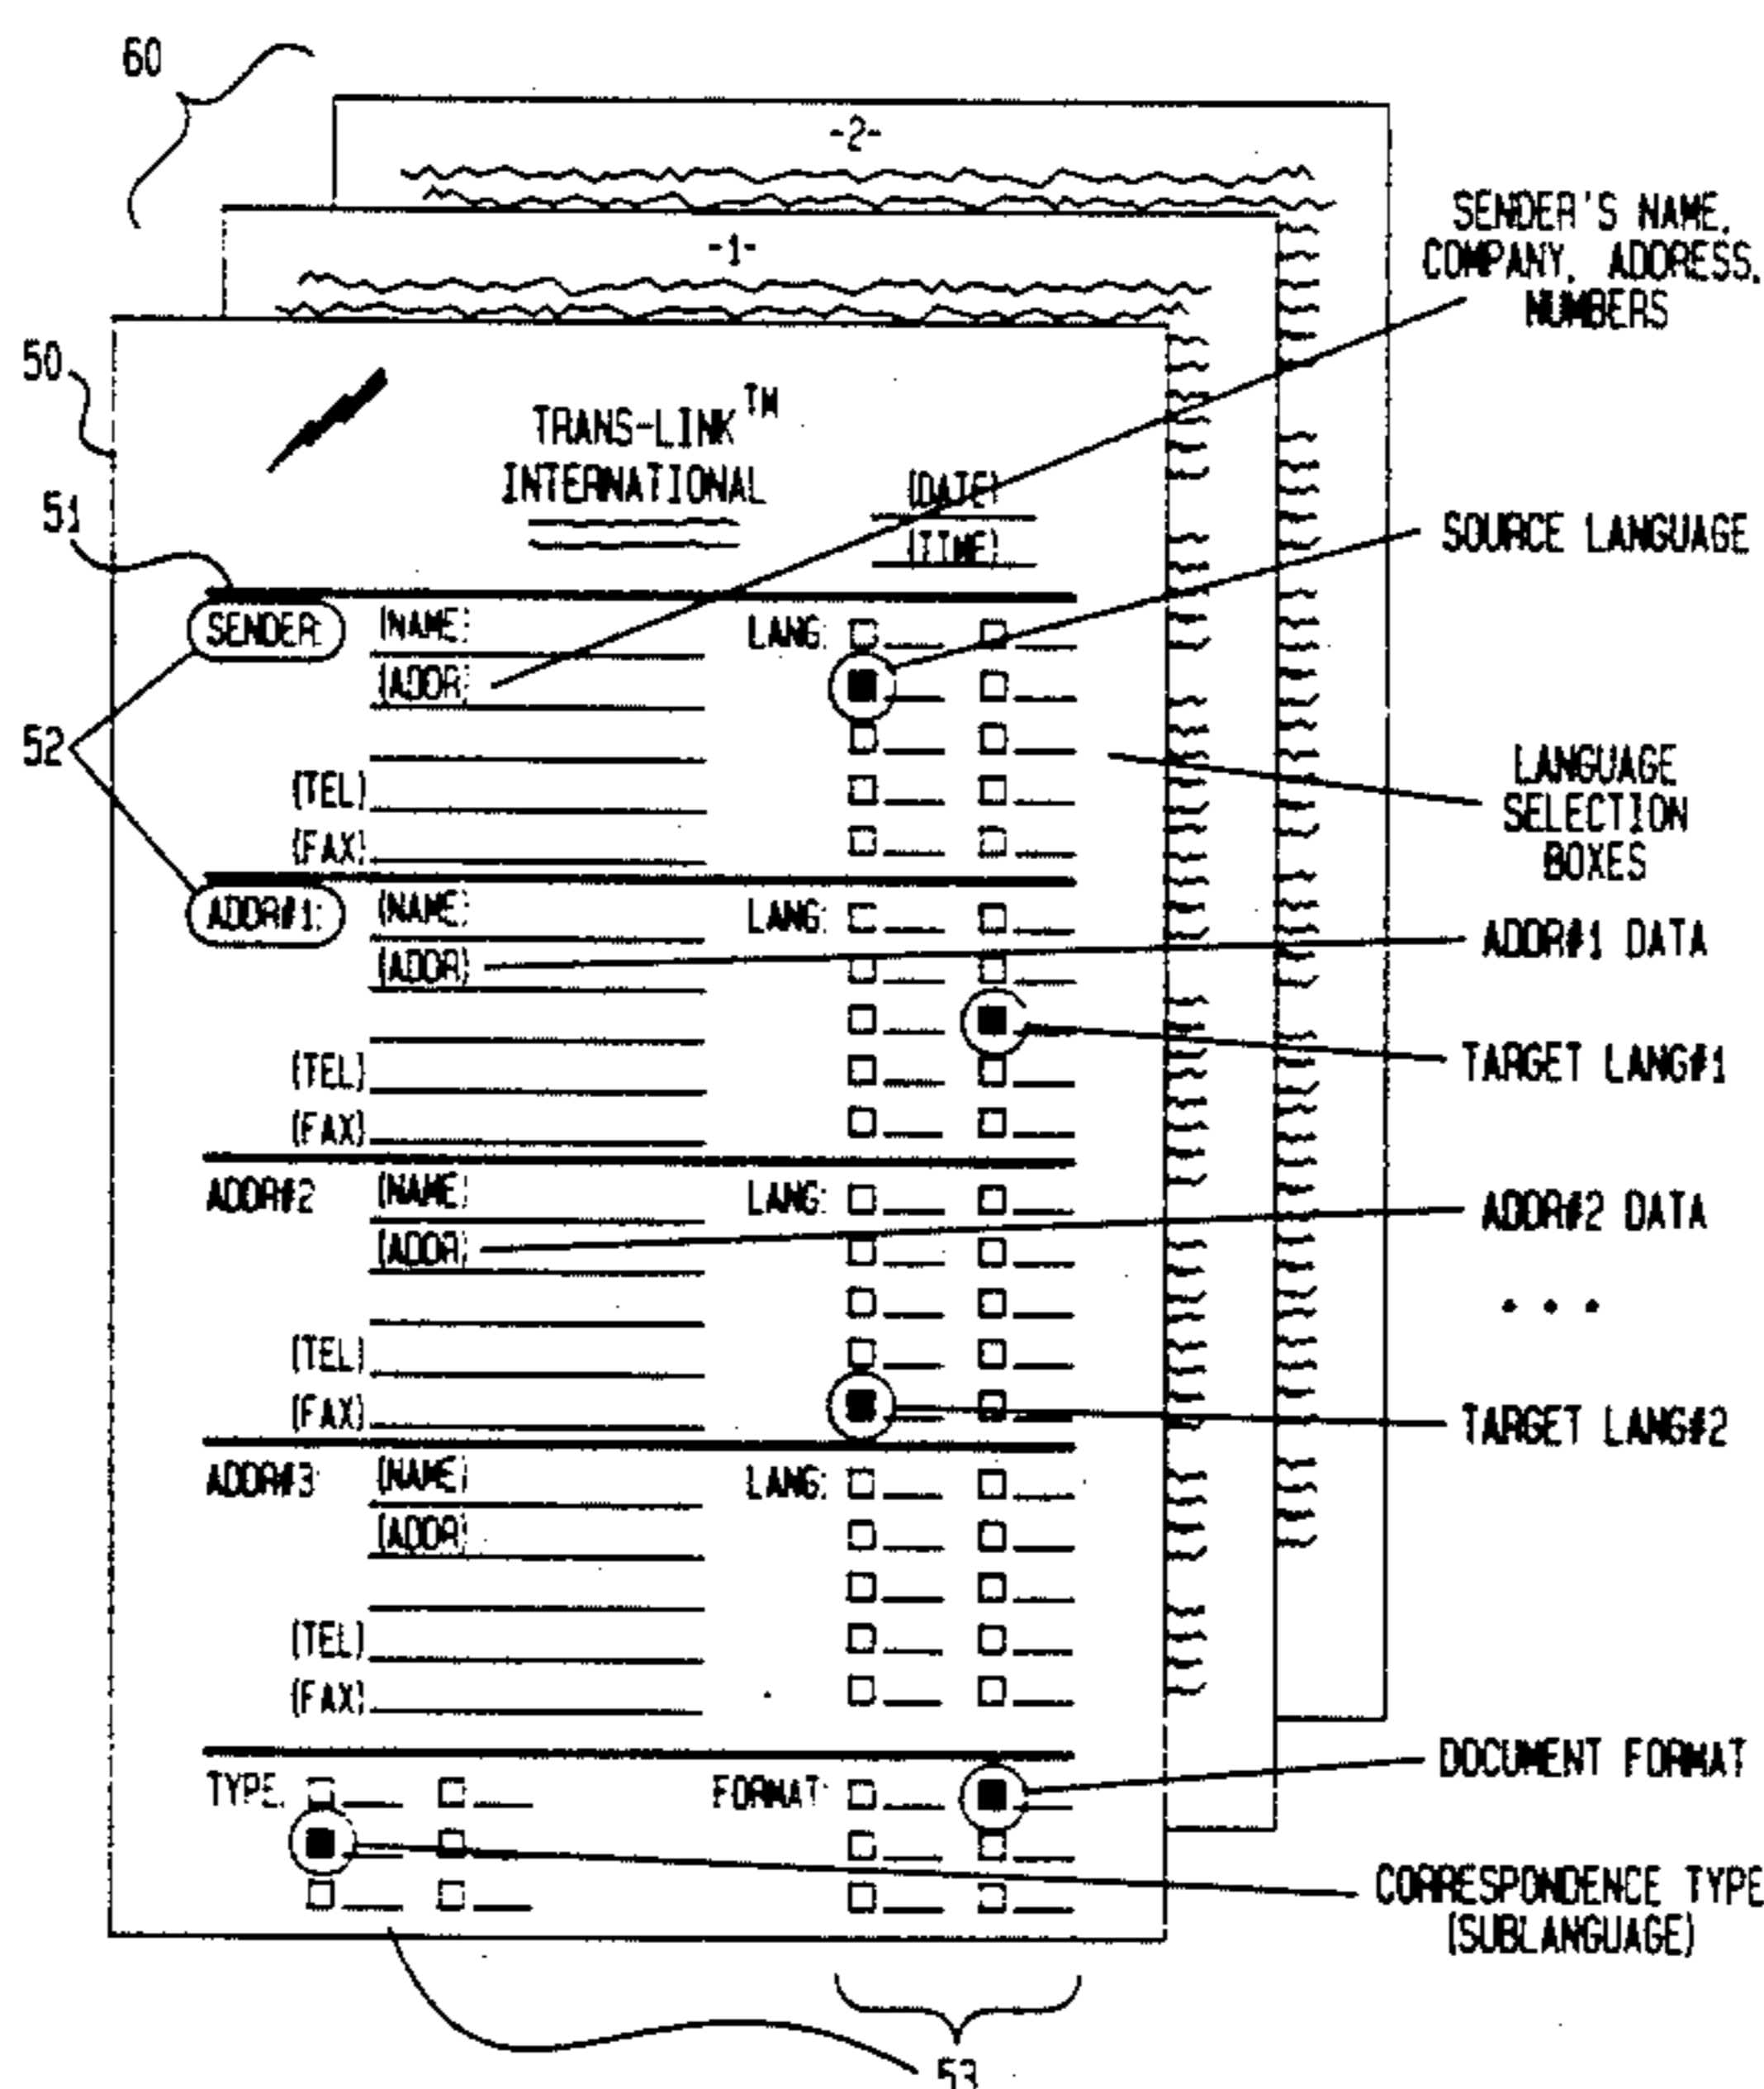 60
-2-
-1-
SENDER'S NAME,
COMPANY, ADDRESS,
NUMBERS
50
TRANS-LINK™
INTERNATIONAL
(DATE)
(TIME)
51
SOURCE LANGUAGE
SENDER: (NAME) LANG:
(ADDR)
52
(TEL)
(FAX)
LANGUAGE
SELECTION
BOXES
ADDR#1: (NAME) LANG:
(ADDR)
ADDR#1 DATA
TARGET LANG#1
(TEL)
(FAX)
ADDR#2 (NAME) LANG:
(ADDR)
ADDR#2 DATA
• • •
(TEL)
(FAX)
TARGET LANG#2
ADDR#3 (NAME) LANG:
(ADDR)
(TEL)
(FAX)
TYPE: FORMAT:
DOCUMENT FORMAT
CORRESPONDENCE TYPE
(SUBLANGUAGE)
53